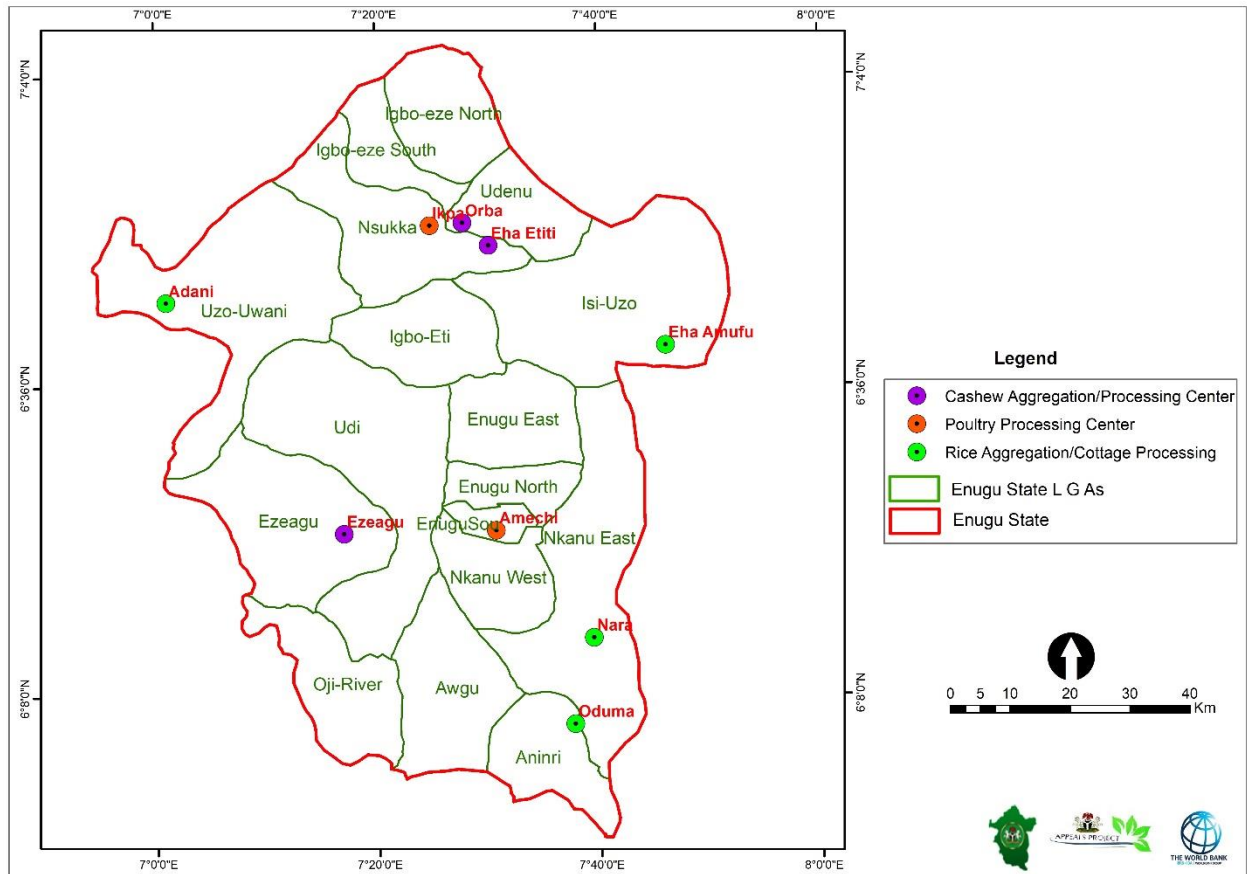 7°0'0"E 7°20'0"E 7°40'0"E 8°0'0"E
7°4'0"N
7°4'0"N
Igbo-eze North
Igbo-eze South
Udenu
Ikpa
Orba
Nsukka
Eha Etiti
Adani
Uzo-Uwani
Isi-Uzo
Igbo-Eti
Eha Amufu
6°36'0"N
6°36'0"N
Udi
Enugu East
Enugu North
Ezeagu
Ezeagu
EnuguSou
Amechi
Nkanu East
Nkanu West
Nara
Oji-River
Awgu
6°8'0"N
6°8'0"N
Oduma
Aninri
7°0'0"E 7°20'0"E 7°40'0"E 8°0'0"E
Legend
Cashew Aggregation/Processing Center
Poultry Processing Center
Rice Aggregation/Cottage Processing
Enugu State L G As
Enugu State
0 5 10 20 30 40
Km
APPEALS PROJECT
THE WORLD BANK